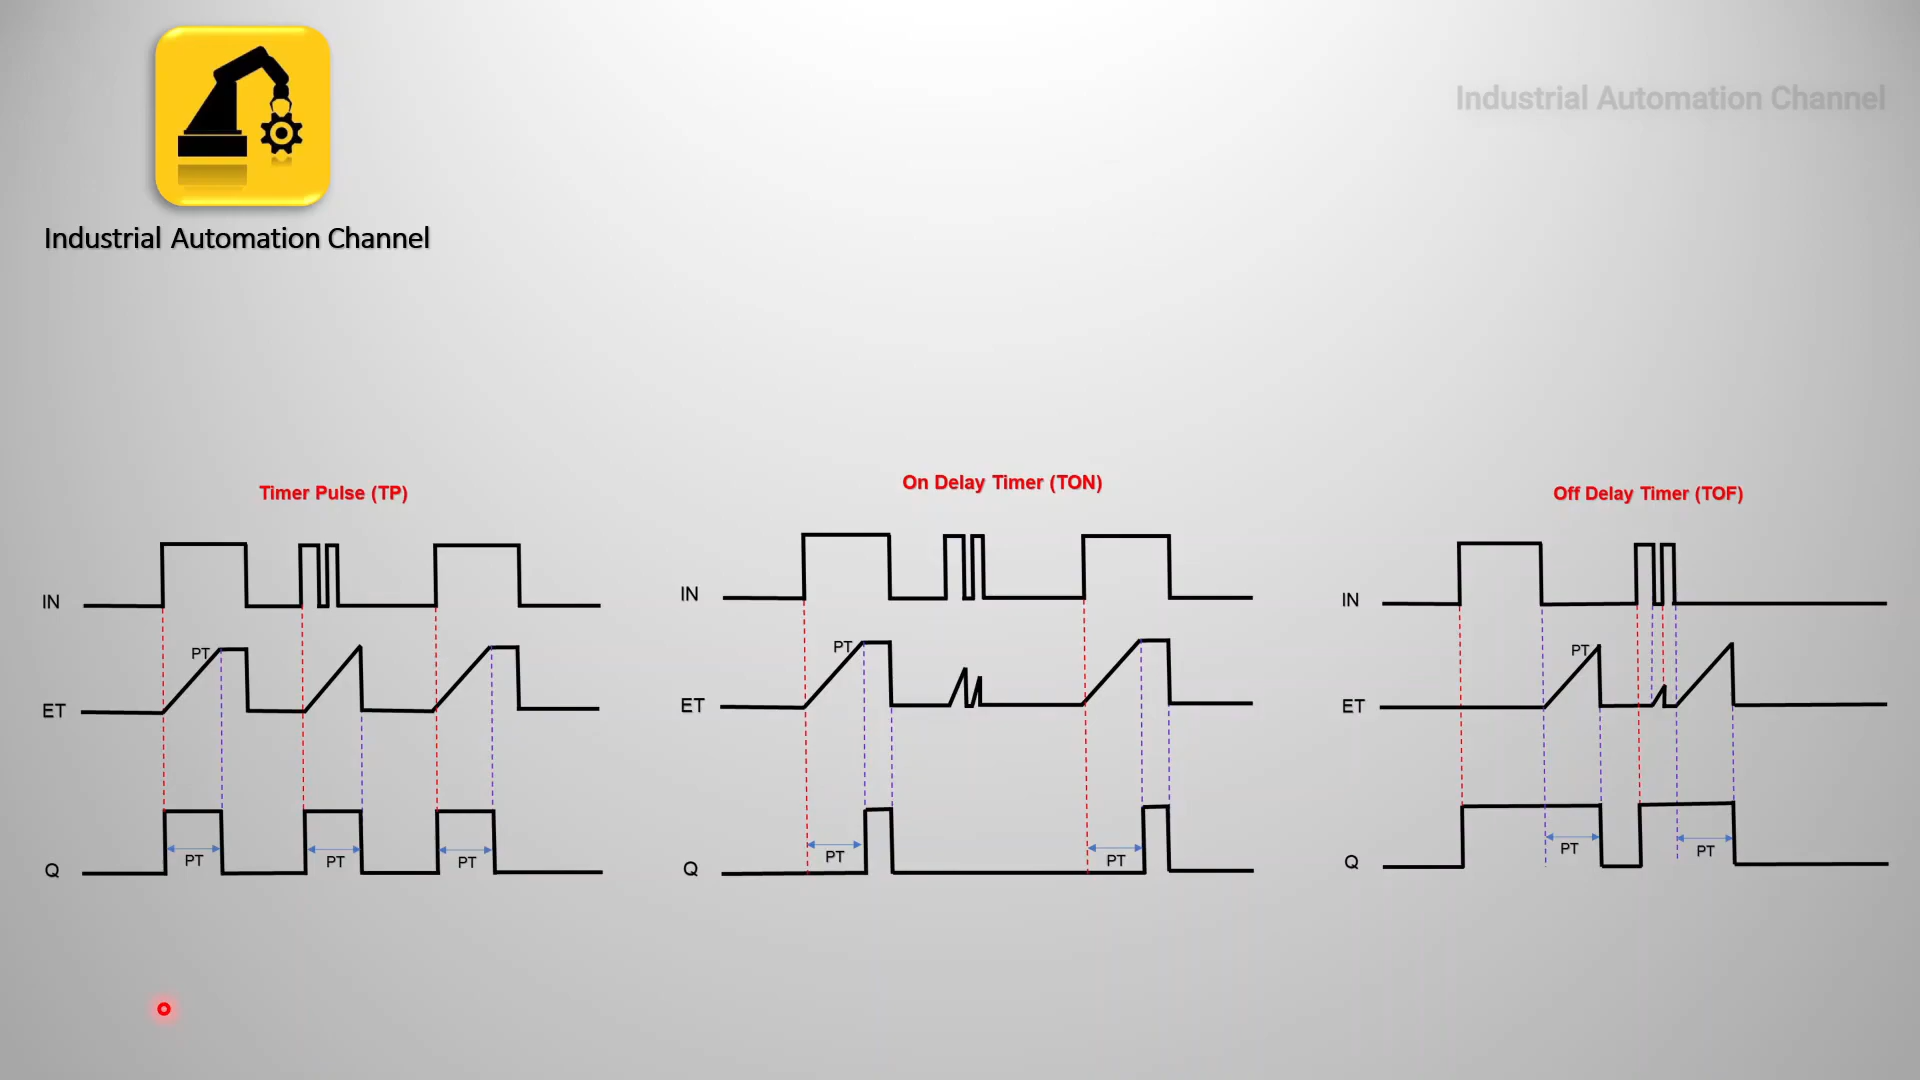 Industrial Automation Channel
Industrial Automation Channel
Timer Pulse (TP)
IN
PT
ET
PT
PT
PT
Q
On Delay Timer (TON)
IN
PT
ET
PT
PT
Q
Off Delay Timer (TOF)
IN
PT
ET
PT
PT
Q